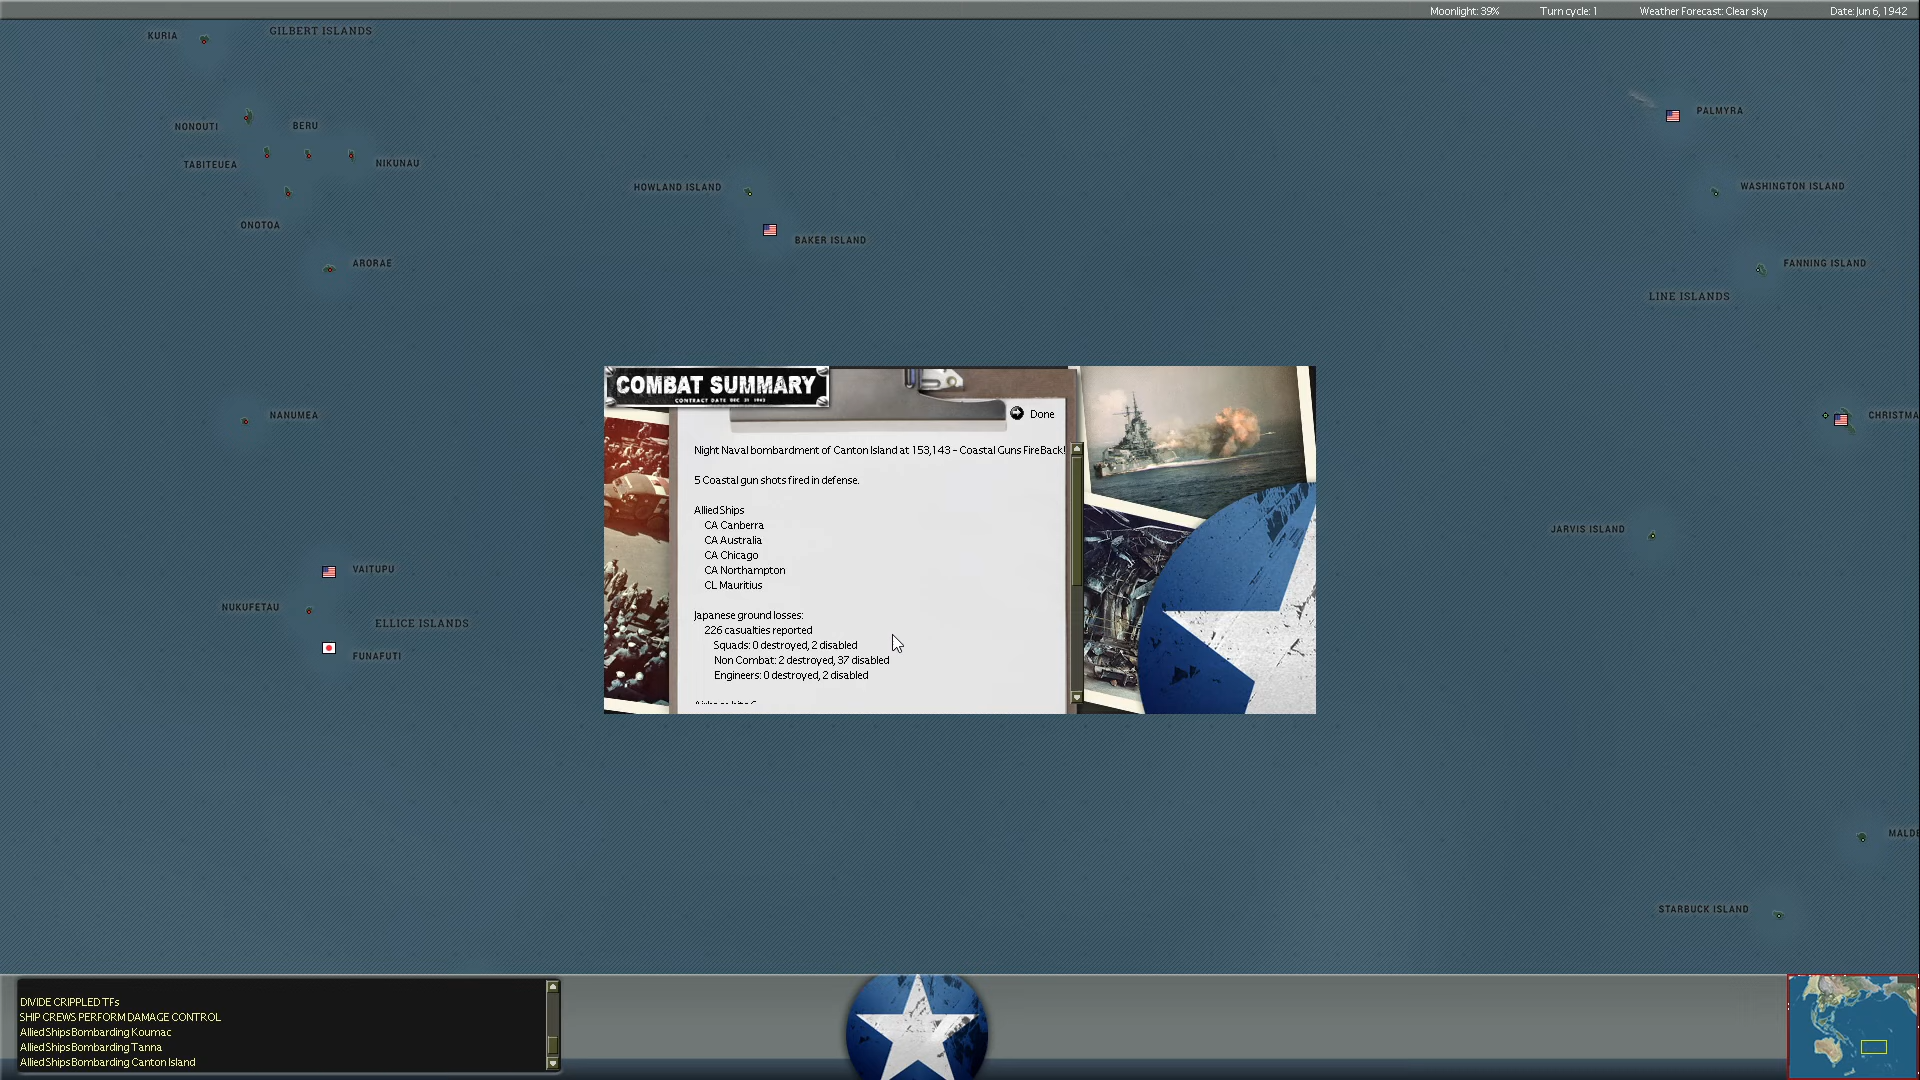 Moonlight: 39%
Turn cycle: 1
Weather Forecast: Clear sky
Date: Jun 6, 1942
KURIA
GILBERT ISLANDS
NONOUTI
BERU
TABITEUEA
NIKUNAU
ONOTOA
ARORAE
HOWLAND ISLAND
BAKER ISLAND
PALMYRA
WASHINGTON ISLAND
FANNING ISLAND
LINE ISLANDS
NANUMEA
CHRISTMA
VAITUPU
NUKUFETAU
ELLICE ISLANDS
FUNAFUTI
JARVIS ISLAND
MALDE
STARBUCK ISLAND
COMBAT SUMMARY
CONTRACT DATE DEC 31 1942
Done
Night Naval bombardment of Canton Island at 153,143 - Coastal Guns Fire Back!
5 Coastal gun shots fired in defense.
Allied Ships
CA Canberra
CA Australia
CA Chicago
CA Northampton
CL Mauritius
Japanese ground losses:
226 casualties reported
Squads: 0 destroyed, 2 disabled
Non Combat: 2 destroyed, 37 disabled
Engineers: 0 destroyed, 2 disabled
DIVIDE CRIPPLED TFs
SHIP CREWS PERFORM DAMAGE CONTROL
Allied Ships Bombarding Koumac
Allied Ships Bombarding Tanna
Allied Ships Bombarding Canton Island